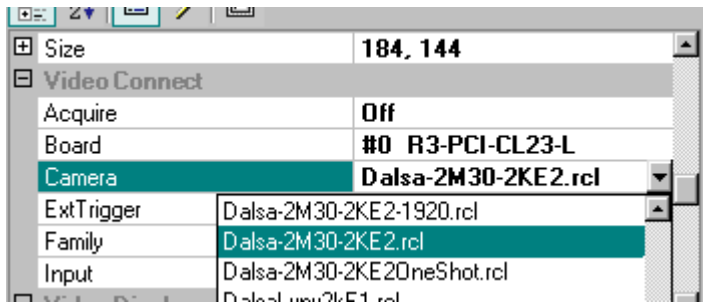 Size 184, 144
Video Connect
Acquire Off
Board #0 R3-PCI-CL23-L
Camera Dalsa-2M30-2KE2.rcl
ExtTrigger Dalsa-2M30-2KE2-1920.rcl
Family Dalsa-2M30-2KE2.rcl
Input Dalsa-2M30-2KE2OneShot.rcl